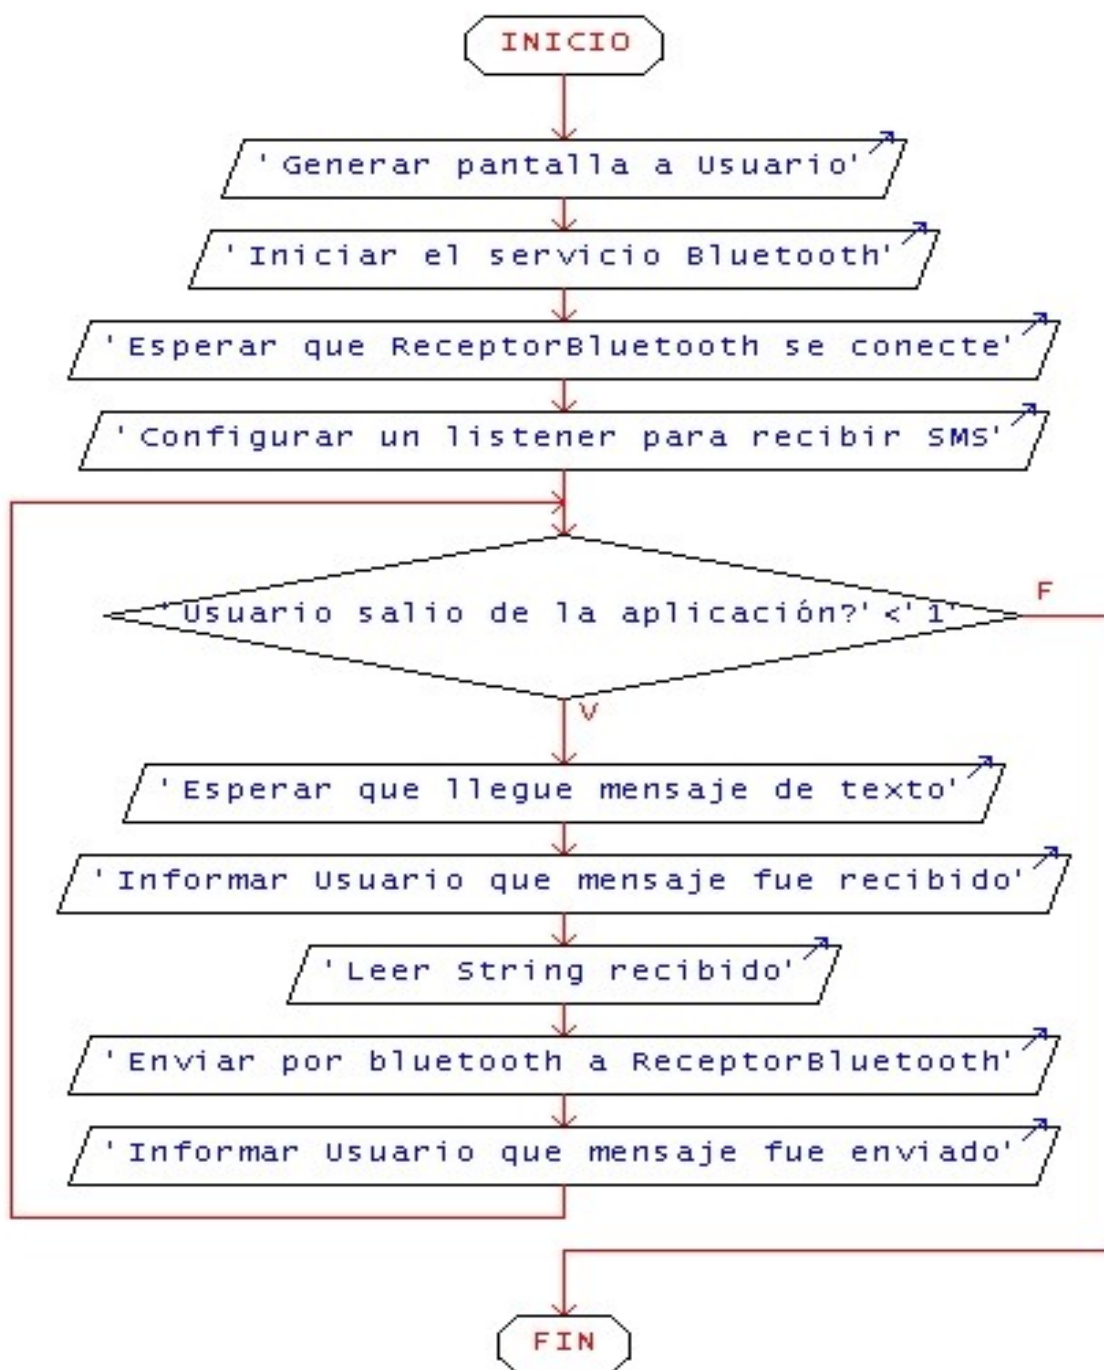 INICIO
'Generar pantalla a Usuario'
'Iniciar el servicio Bluetooth'
'Esperar que ReceptorBluetooth se conecte'
'Configurar un listener para recibir SMS'
'Usuario salio de la aplicación?'<'1'
F
V
'Esperar que llegue mensaje de texto'
'Informar Usuario que mensaje fue recibido'
'Leer String recibido'
'Enviar por bluetooth a ReceptorBluetooth'
'Informar Usuario que mensaje fue enviado'
FIN